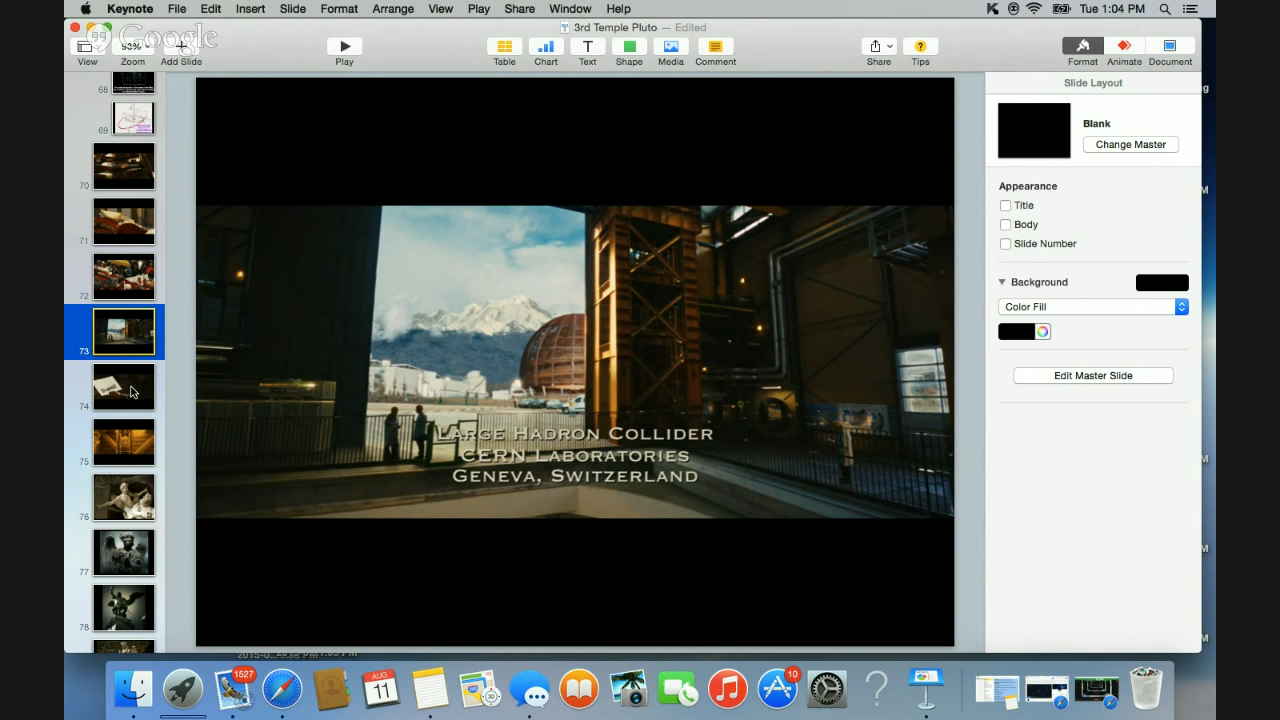 Keynote File Edit Insert Slide Format Arrange View Play Share Window Help
Tue 1:04 PM
Google
3rd Temple Pluto — Edited
View
Zoom
Add Slide
Play
Table
Chart
Text
Shape
Media
Comment
Share
Tips
Format
Animate
Document
Slide Layout
Blank
Change Master
Appearance
Title
Body
Slide Number
Background
Color Fill
Edit Master Slide
68
69
70
71
72
73
74
75
76
77
78
LARGE HADRON COLLIDER
CERN LABORATORIES
GENEVA, SWITZERLAND
1527
AUG
11
10